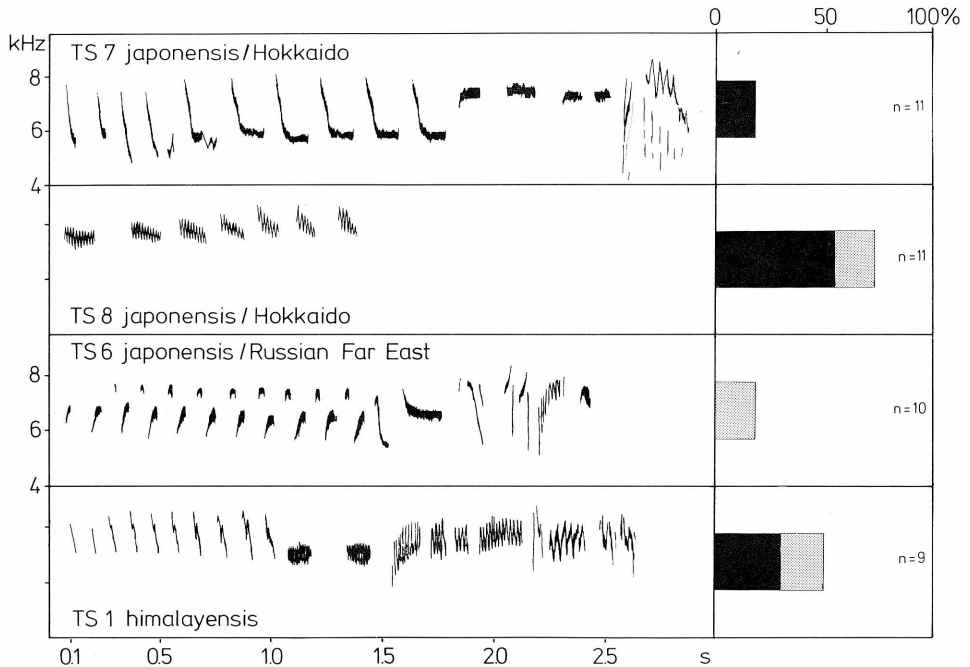 0 50 100%
kHz
TS 7 japonensis/Hokkaido
8
n=11
6
4
n=11
TS 8 japonensis / Hokkaido
TS 6 japonensis /Russian Far East
8
n=10
6
4
n=9
TS 1 himalayensis
0.1 0.5 1.0 1.5 2.0 2.5 s